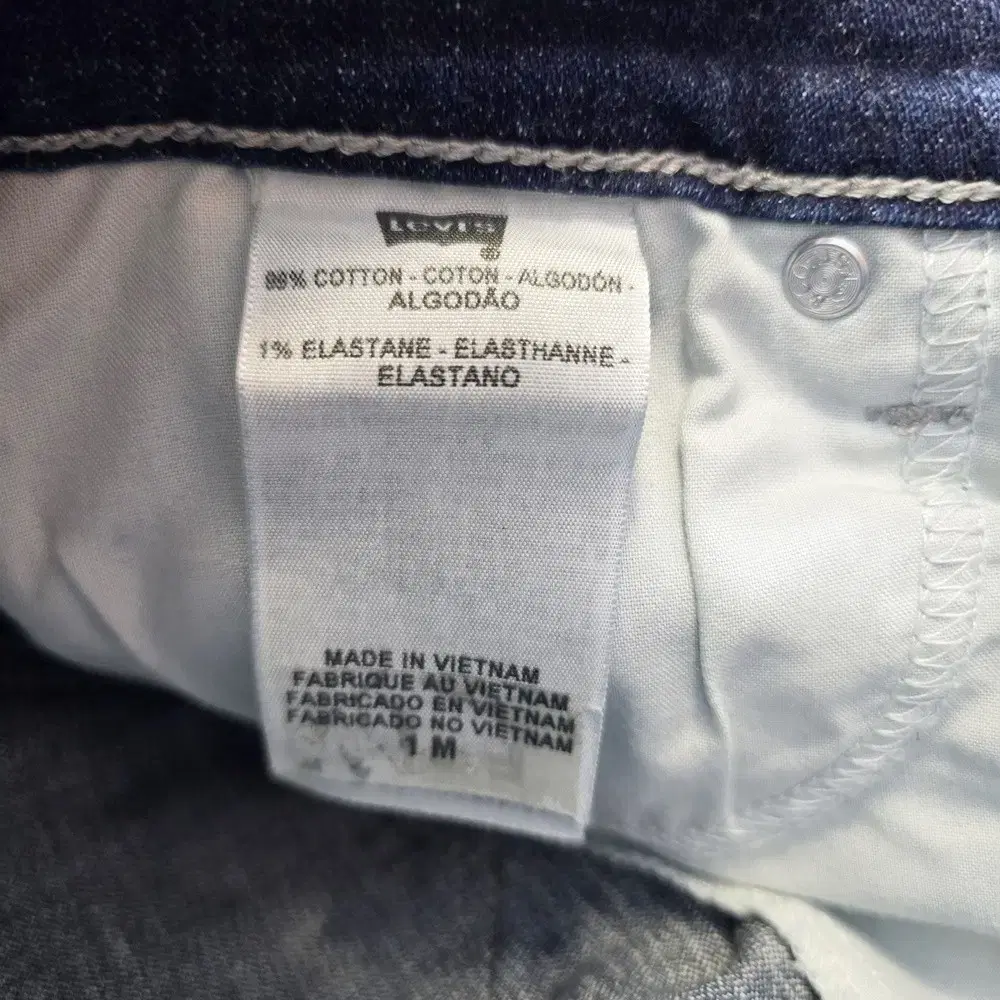 Levi's
®
99% COTTON - COTON - ALGODÓN -
ALGODÃO
1% ELASTANE - ELASTHANNE -
ELASTANO
MADE IN VIETNAM
FABRIQUE AU VIETNAM
FABRICADO EN VIETNAM
FABRICADO NO VIETNAM
1 M